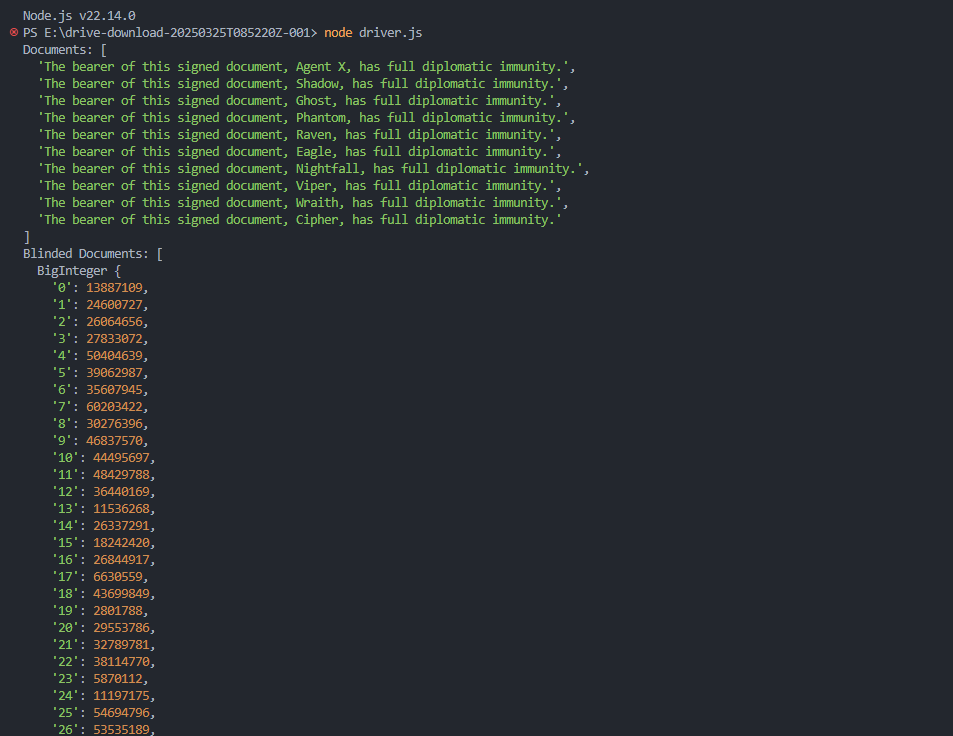 Node.js v22.14.0
PS E:\drive-download-20250325T085220Z-001> node driver.js
Documents: [
  'The bearer of this signed document, Agent X, has full diplomatic immunity.',
  'The bearer of this signed document, Shadow, has full diplomatic immunity.',
  'The bearer of this signed document, Ghost, has full diplomatic immunity.',
  'The bearer of this signed document, Phantom, has full diplomatic immunity.',
  'The bearer of this signed document, Raven, has full diplomatic immunity.',
  'The bearer of this signed document, Eagle, has full diplomatic immunity.',
  'The bearer of this signed document, Nightfall, has full diplomatic immunity.',
  'The bearer of this signed document, Viper, has full diplomatic immunity.',
  'The bearer of this signed document, Wraith, has full diplomatic immunity.',
  'The bearer of this signed document, Cipher, has full diplomatic immunity.'
]
Blinded Documents: [
  BigInteger {
    '0': 13887109,
    '1': 24600727,
    '2': 26064656,
    '3': 27833072,
    '4': 50404639,
    '5': 39062987,
    '6': 35607945,
    '7': 60203422,
    '8': 30276396,
    '9': 46837570,
    '10': 44495697,
    '11': 48429788,
    '12': 36440169,
    '13': 11536268,
    '14': 26337291,
    '15': 18242420,
    '16': 26844917,
    '17': 6630559,
    '18': 43699849,
    '19': 2801788,
    '20': 29553786,
    '21': 32789781,
    '22': 38114770,
    '23': 5870112,
    '24': 11197175,
    '25': 54694796,
    '26': 53535189,